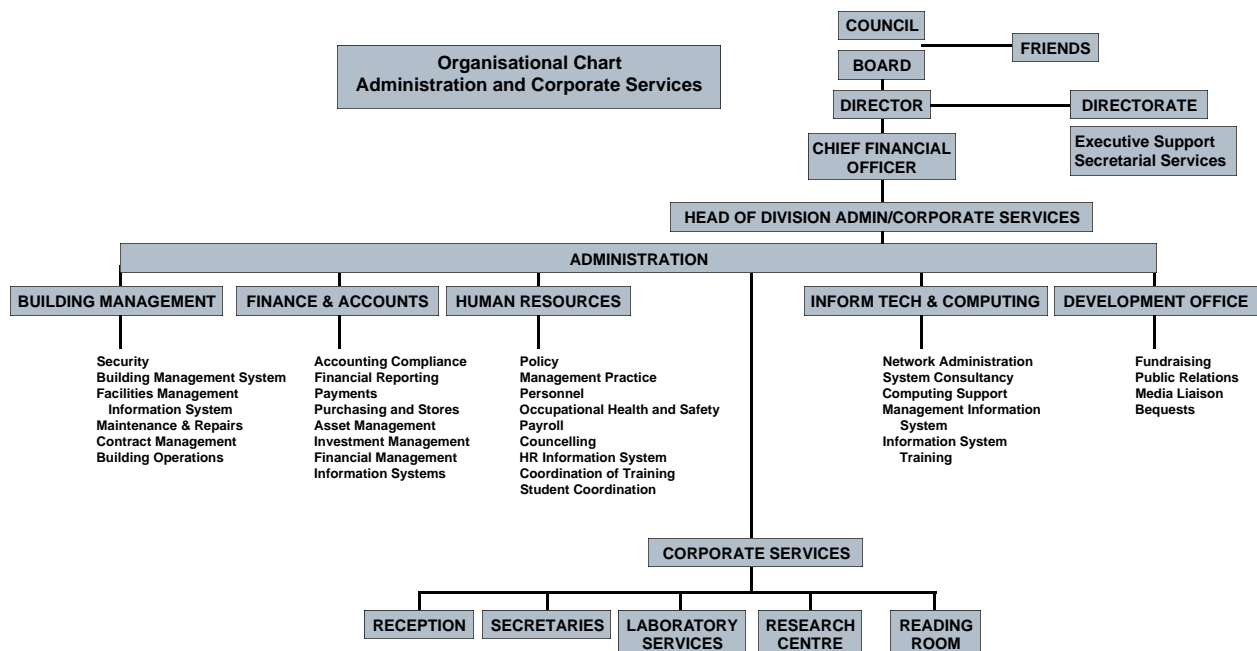 COUNCIL
FRIENDS
Organisational Chart
Administration and Corporate Services
BOARD
DIRECTOR
DIRECTORATE
CHIEF FINANCIAL
OFFICER
Executive Support
Secretarial Services
HEAD OF DIVISION ADMIN/CORPORATE SERVICES
ADMINISTRATION
BUILDING MANAGEMENT
FINANCE & ACCOUNTS
HUMAN RESOURCES
INFORM TECH & COMPUTING
DEVELOPMENT OFFICE
Security
Building Management System
Facilities Management
Information System
Maintenance & Repairs
Contract Management
Building Operations
Accounting Compliance
Financial Reporting
Payments
Purchasing and Stores
Asset Management
Investment Management
Financial Management
Information Systems
Policy
Management Practice
Personnel
Occupational Health and Safety
Payroll
Councelling
HR Information System
Coordination of Training
Student Coordination
Network Administration
System Consultancy
Computing Support
Management Information
System
Information System
Training
Fundraising
Public Relations
Media Liaison
Bequests
CORPORATE SERVICES
RECEPTION
SECRETARIES
LABORATORY
SERVICES
RESEARCH
CENTRE
READING
ROOM